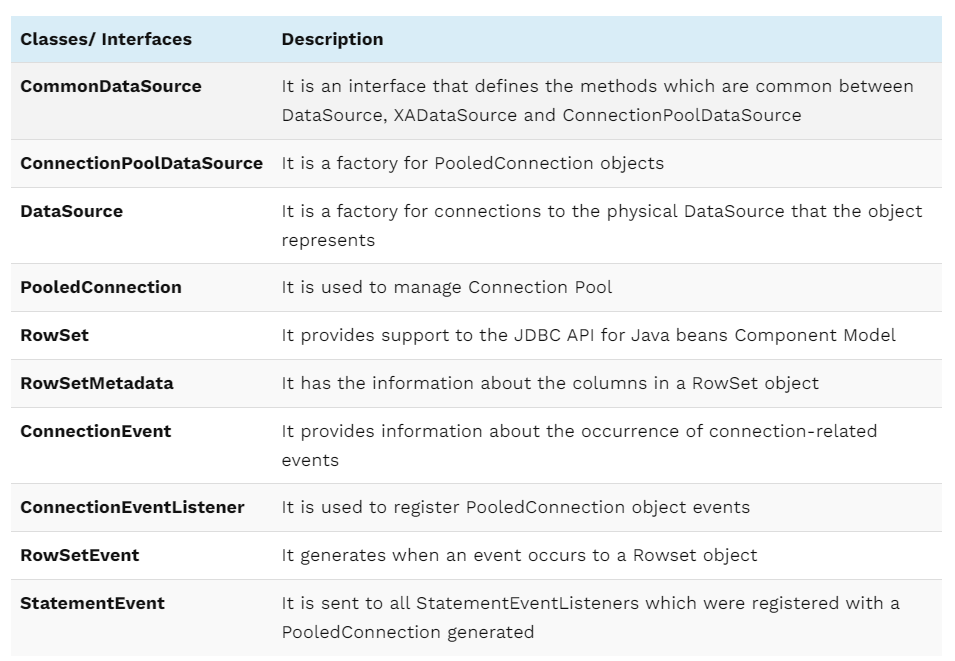 Classes/ Interfaces Description
CommonDataSource It is an interface that defines the methods which are common between
DataSource, XADataSource and ConnectionPoolDataSource
ConnectionPoolDataSource It is a factory for PooledConnection objects
DataSource It is a factory for connections to the physical DataSource that the object
represents
PooledConnection It is used to manage Connection Pool
RowSet It provides support to the JDBC API for Java beans Component Model
RowSetMetadata It has the information about the columns in a RowSet object
ConnectionEvent It provides information about the occurrence of connection-related
events
ConnectionEventListener It is used to register PooledConnection object events
RowSetEvent It generates when an event occurs to a Rowset object
StatementEvent It is sent to all StatementEventListeners which were registered with a
PooledConnection generated